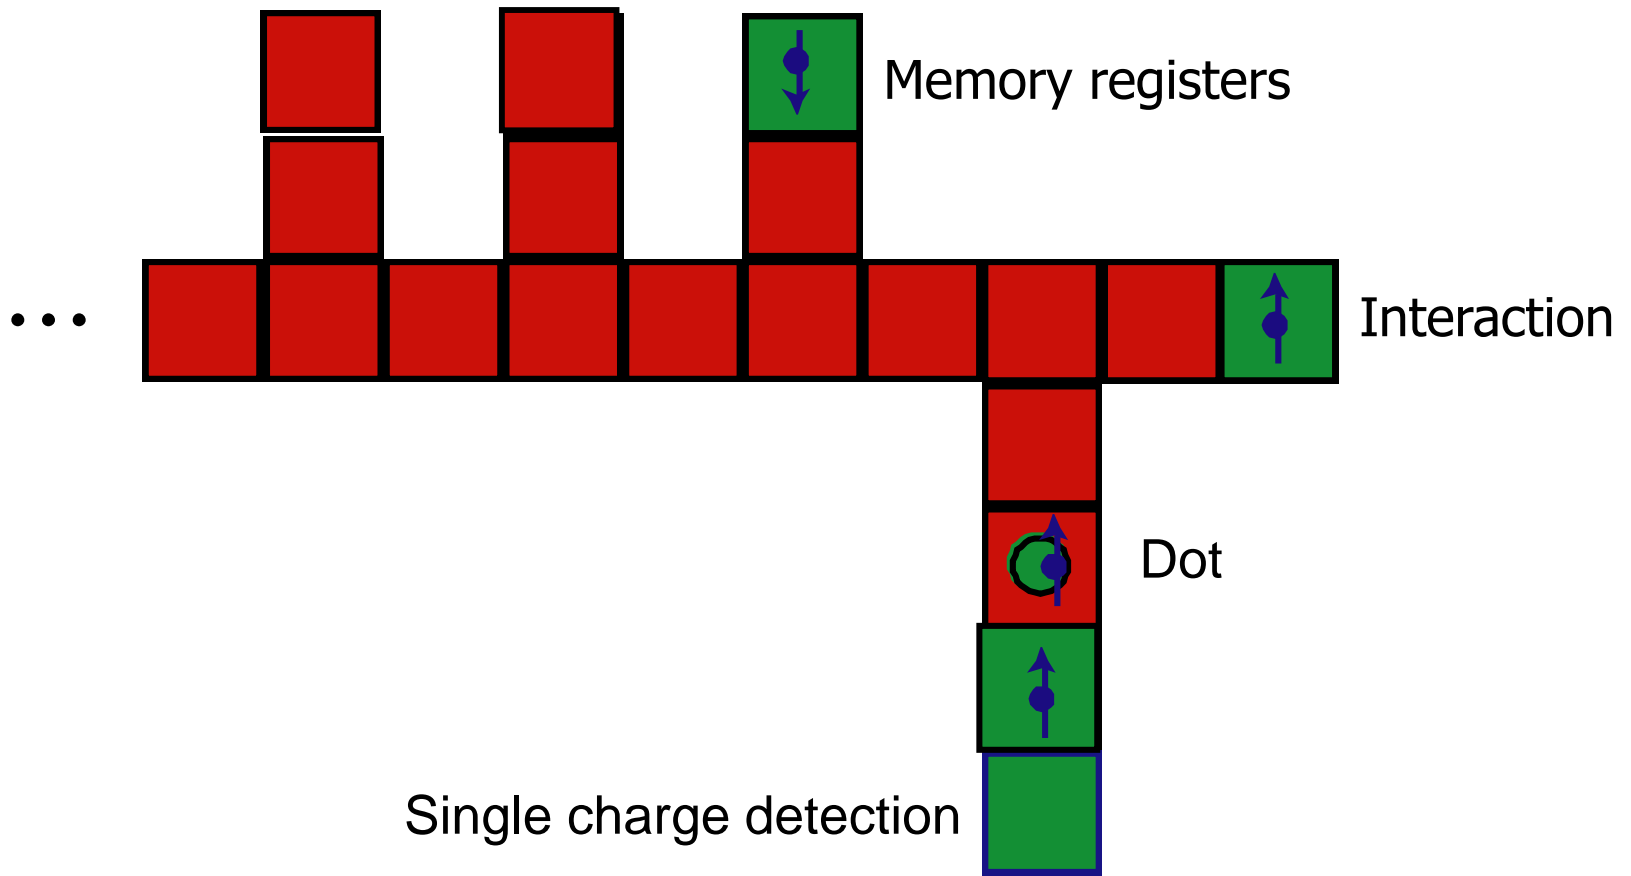 Memory registers
...
Interaction
Dot
Single charge detection